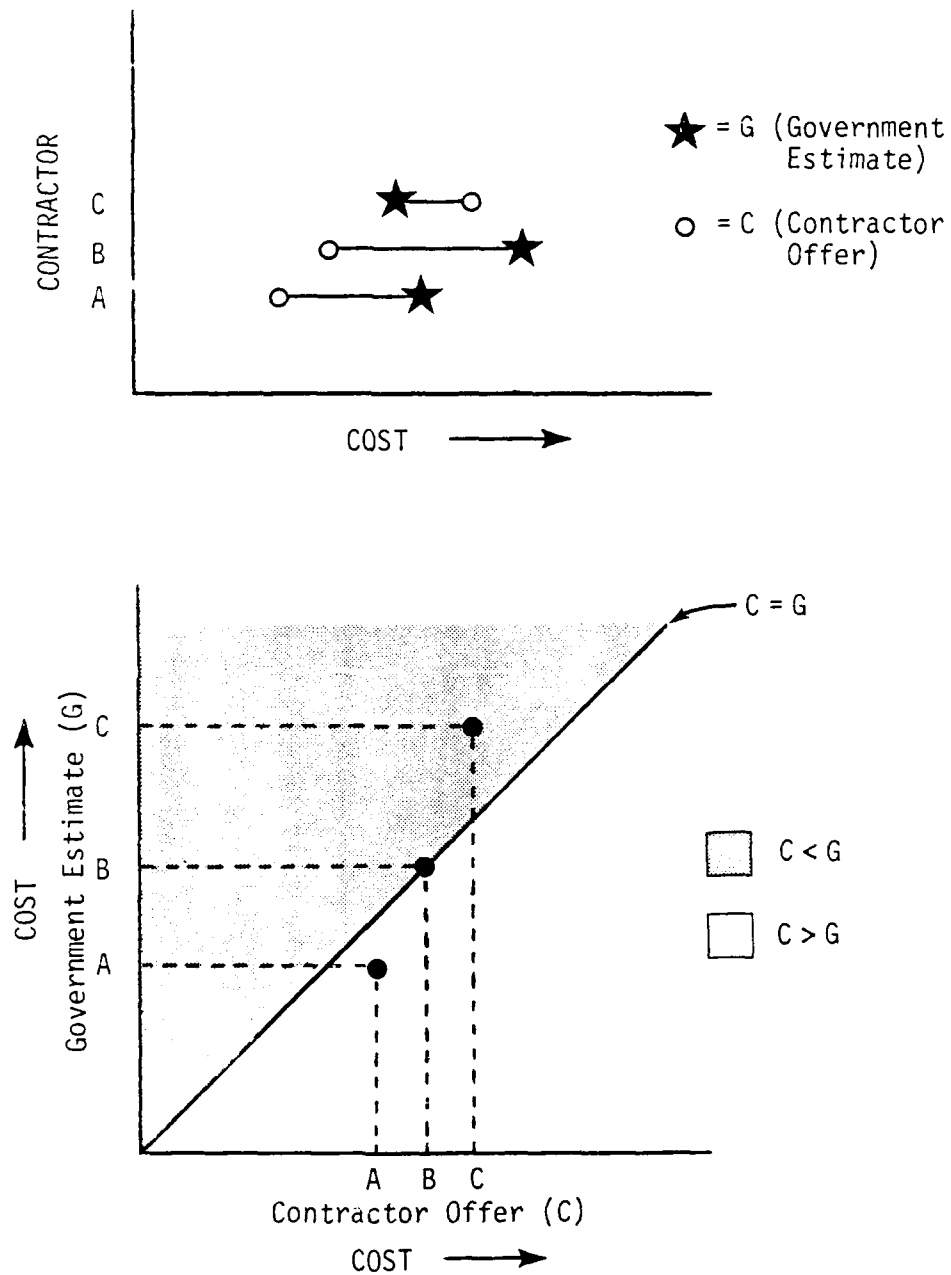 CONTRACTOR
C
B
A
= G (Government
Estimate)
= C (Contractor
Offer)
COST
C = G
COST
Government Estimate (G)
C
B
A
C < G
C > G
A B C
Contractor Offer (C)
COST